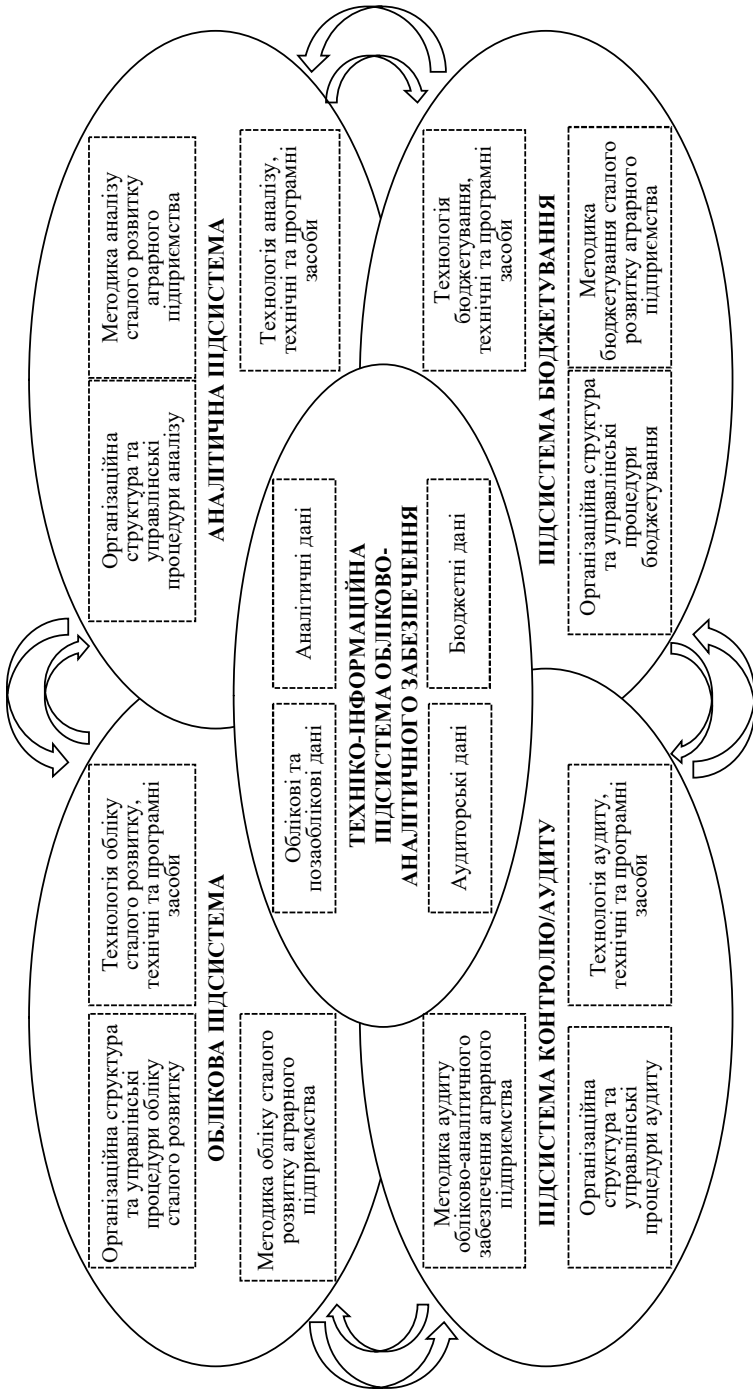 Організаційна структура
та управлінські
процедури обліку
сталого розвитку
Технологія обліку
сталого розвитку,
технічні та програмні
засоби
ОБЛІКОВА ПІДСИСТЕМА
Методика обліку сталого
розвитку аграрного
підприємства
Організаційна
структура та
управлінські
процедури аналізу
Методика аналізу
сталого розвитку
аграрного
підприємства
АНАЛІТИЧНА ПІДСИСТЕМА
Технологія аналізу,
технічні та програмні
засоби
Облікові та
позаоблікові дані
Аналітичні дані
ТЕХНІКО-ІНФОРМАЦІЙНА
ПІДСИСТЕМА ОБЛІКОВО-
АНАЛІТИЧНОГО ЗАБЕЗПЕЧЕННЯ
Аудиторські дані
Бюджетні дані
Методика аудиту
обліково-аналітичного
забезпечення аграрного
підприємства
ПІДСИСТЕМА КОНТРОЛЮ/АУДИТУ
Організаційна
структура та
управлінські
процедури аудиту
Технологія аудиту,
технічні та програмні
засоби
Технологія
бюджетування,
технічні та програмні
засоби
ПІДСИСТЕМА БЮДЖЕТУВАННЯ
Організаційна структура
та управлінські
процедури
бюджетування
Методика
бюджетування сталого
розвитку аграрного
підприємства